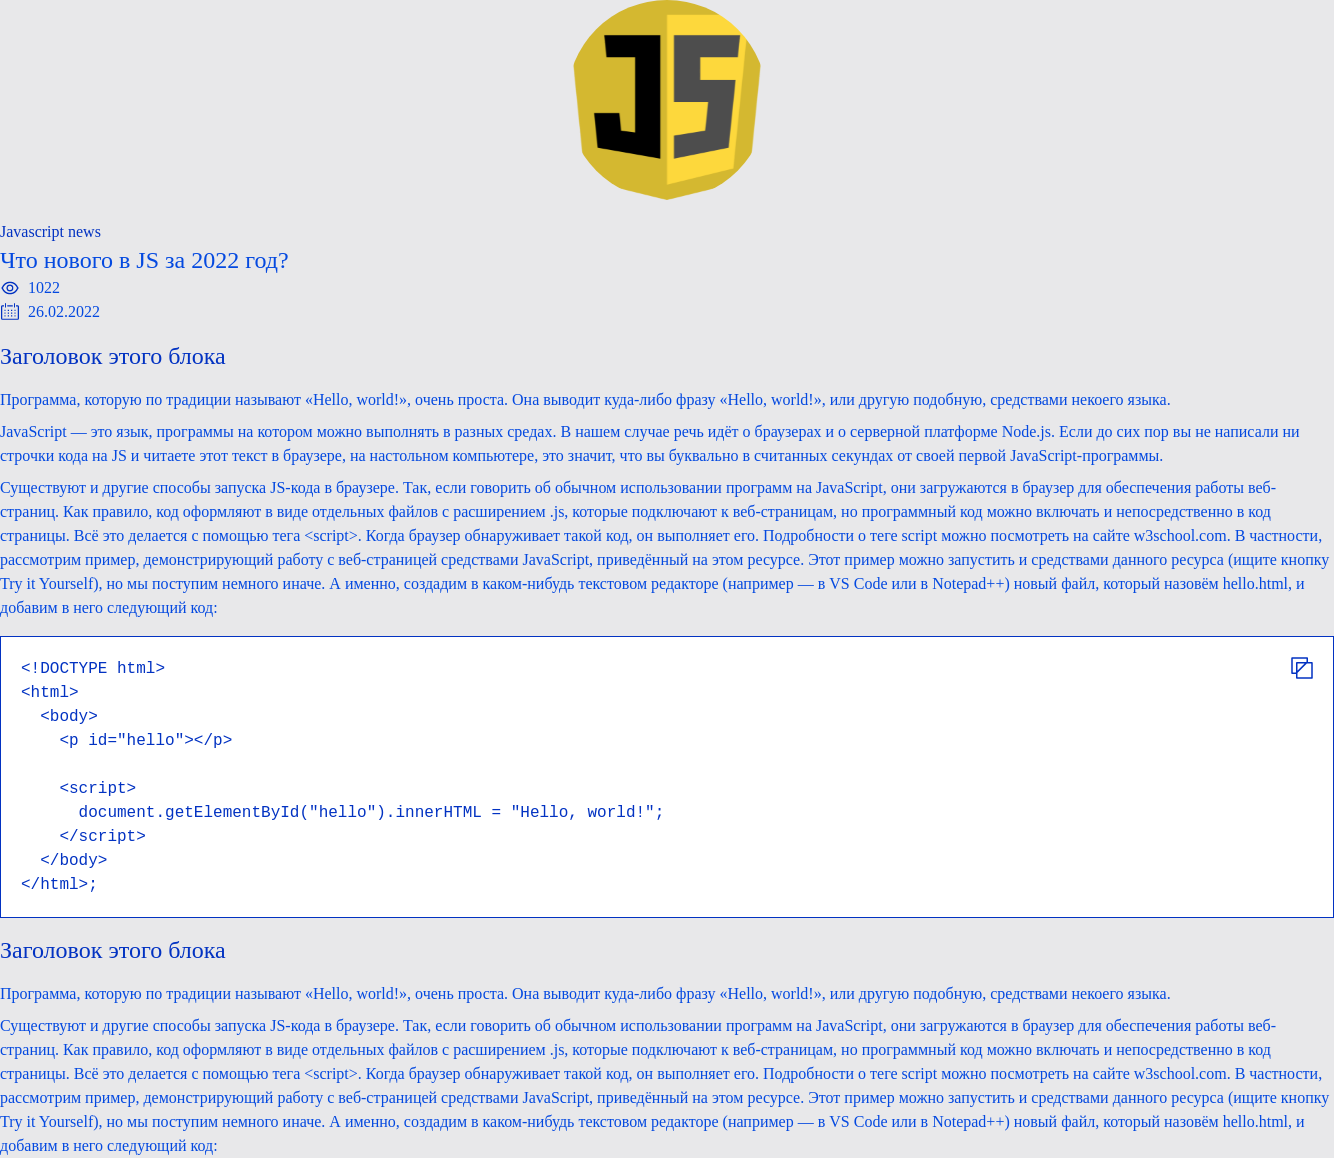 JS
Javascript news
Что нового в JS за 2022 год?
1022
26.02.2022
Заголовок этого блока
Программа, которую по традиции называют «Hello, world!», очень проста. Она выводит куда-либо фразу «Hello, world!», или другую подобную, средствами некоего языка.
JavaScript — это язык, программы на котором можно выполнять в разных средах. В нашем случае речь идёт о браузерах и о серверной платформе Node.js. Если до сих пор вы не написали ни
строчки кода на JS и читаете этот текст в браузере, на настольном компьютере, это значит, что вы буквально в считанных секундах от своей первой JavaScript-программы.
Существуют и другие способы запуска JS-кода в браузере. Так, если говорить об обычном использовании программ на JavaScript, они загружаются в браузер для обеспечения работы веб-
страниц. Как правило, код оформляют в виде отдельных файлов с расширением .js, которые подключают к веб-страницам, но программный код можно включать и непосредственно в код
страницы. Всё это делается с помощью тега <script>. Когда браузер обнаруживает такой код, он выполняет его. Подробности о теге script можно посмотреть на сайте w3school.com. В частности,
рассмотрим пример, демонстрирующий работу с веб-страницей средствами JavaScript, приведённый на этом ресурсе. Этот пример можно запустить и средствами данного ресурса (ищите кнопку
Try it Yourself), но мы поступим немного иначе. А именно, создадим в каком-нибудь текстовом редакторе (например — в VS Code или в Notepad++) новый файл, который назовём hello.html, и
добавим в него следующий код:
<!DOCTYPE html>
<html>
  <body>
    <p id="hello"></p>

    <script>
      document.getElementById("hello").innerHTML = "Hello, world!";
    </script>
  </body>
</html>;
Заголовок этого блока
Программа, которую по традиции называют «Hello, world!», очень проста. Она выводит куда-либо фразу «Hello, world!», или другую подобную, средствами некоего языка.
Существуют и другие способы запуска JS-кода в браузере. Так, если говорить об обычном использовании программ на JavaScript, они загружаются в браузер для обеспечения работы веб-
страниц. Как правило, код оформляют в виде отдельных файлов с расширением .js, которые подключают к веб-страницам, но программный код можно включать и непосредственно в код
страницы. Всё это делается с помощью тега <script>. Когда браузер обнаруживает такой код, он выполняет его. Подробности о теге script можно посмотреть на сайте w3school.com. В частности,
рассмотрим пример, демонстрирующий работу с веб-страницей средствами JavaScript, приведённый на этом ресурсе. Этот пример можно запустить и средствами данного ресурса (ищите кнопку
Try it Yourself), но мы поступим немного иначе. А именно, создадим в каком-нибудь текстовом редакторе (например — в VS Code или в Notepad++) новый файл, который назовём hello.html, и
добавим в него следующий код: